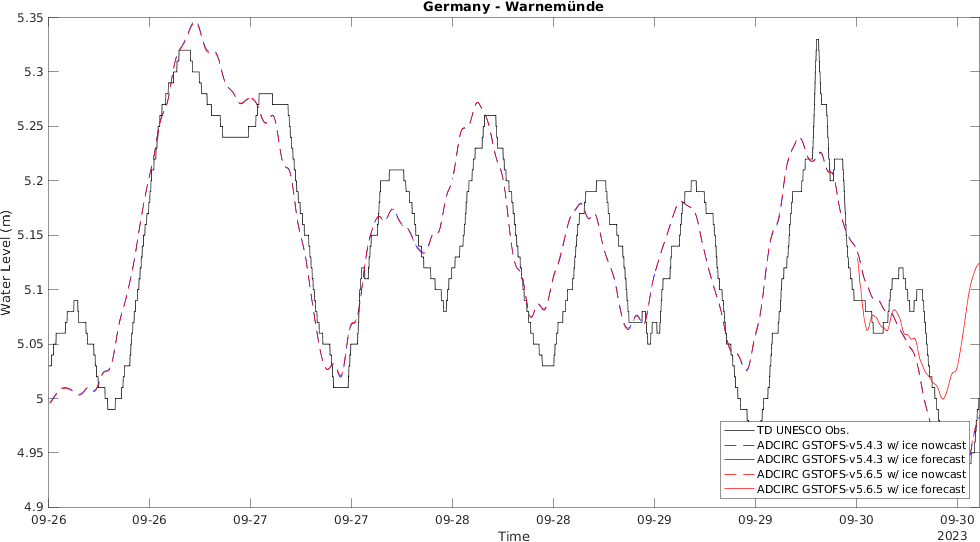 Germany - Warnemünde
5.35
5.3
5.25
5.2
5.15
5.1
5.05
5
4.95
4.9
Water Level (m)
TD UNESCO Obs.
ADCIRC GSTOFS-v5.4.3 w/ ice nowcast
ADCIRC GSTOFS-v5.4.3 w/ ice forecast
ADCIRC GSTOFS-v5.6.5 w/ ice nowcast
ADCIRC GSTOFS-v5.6.5 w/ ice forecast
09-26 09-26 09-27 09-27 09-28 09-28 09-29 09-29 09-30 09-30
Time 2023